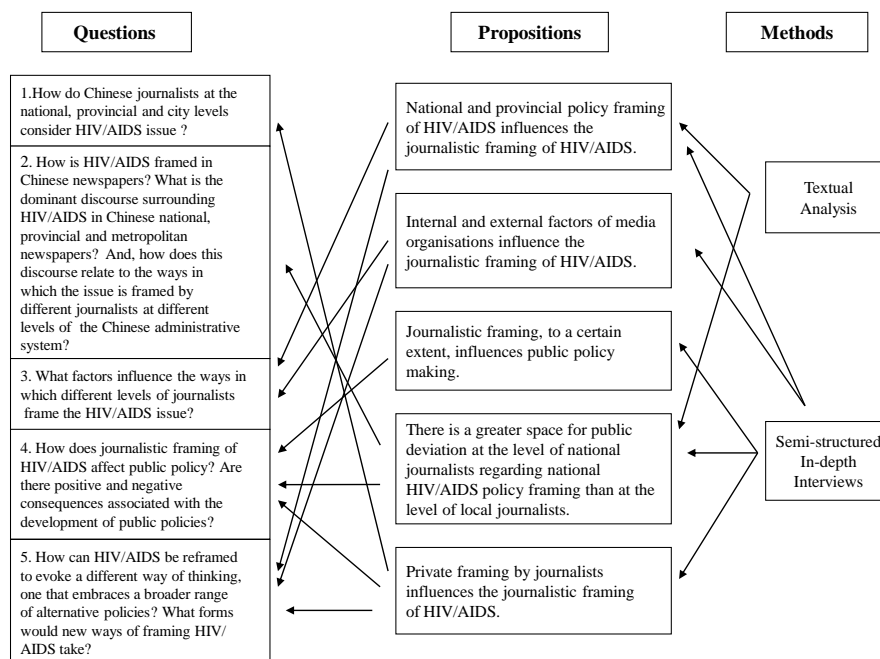 Questions
Propositions
Methods
1.How do Chinese journalists at the
national, provincial and city levels
consider HIV/AIDS issue ?
2. How is HIV/AIDS framed in
Chinese newspapers? What is the
dominant discourse surrounding
HIV/AIDS in Chinese national,
provincial and metropolitan
newspapers?  And, how does this
discourse relate to the ways in
which the issue is framed by
different journalists at different
levels of  the Chinese administrative
system?
3. What factors influence the ways in
which different levels of journalists
frame the HIV/AIDS issue?
4. How does journalistic framing of
HIV/AIDS affect public policy? Are
there positive and negative
consequences associated with the
development of public policies?
5. How can HIV/AIDS be reframed
to evoke a different way of thinking,
one that embraces a broader range
of alternative policies? What forms
would new ways of framing HIV/
AIDS take?
National and provincial policy framing
of HIV/AIDS influences the
journalistic framing of HIV/AIDS.
Internal and external factors of media
organisations influence the
journalistic framing of HIV/AIDS.
Journalistic framing, to a certain
extent, influences public policy
making.
There is a greater space for public
deviation at the level of national
journalists regarding national
HIV/AIDS policy framing than at the
level of local journalists.
Private framing by journalists
influences the journalistic framing
of HIV/AIDS.
Textual
Analysis
Semi-structured
In-depth
Interviews